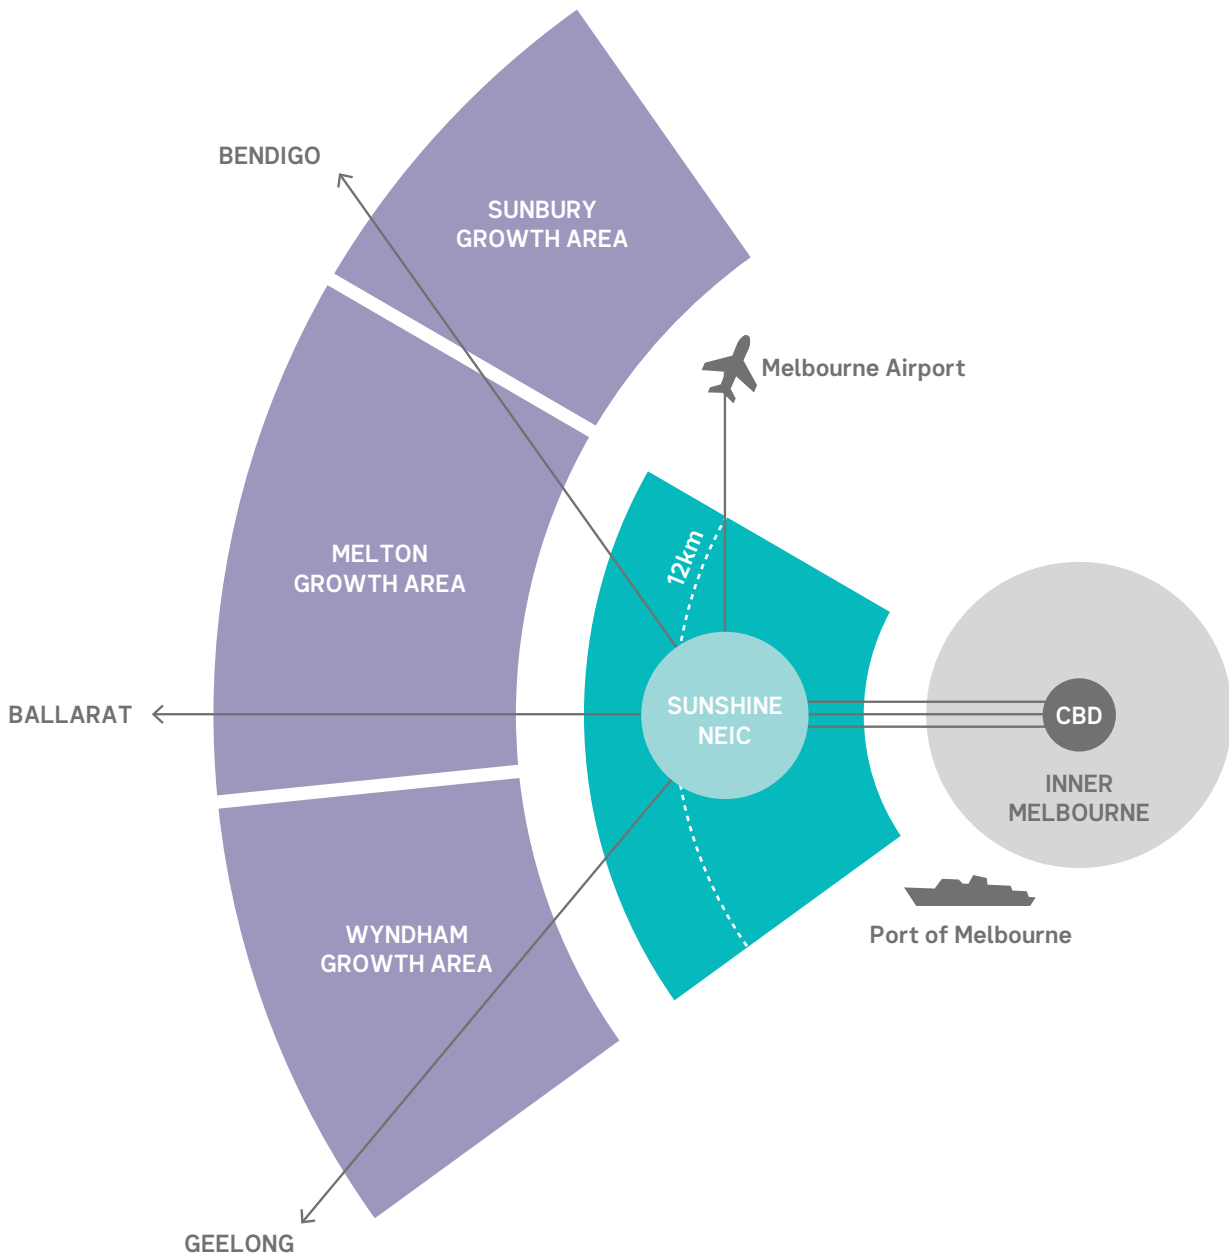 BENDIGO
SUNBURY
GROWTH AREA
Melbourne Airport
12km
MELTON
GROWTH AREA
BALLARAT
SUNSHINE
NEIC
CBD
INNER
MELBOURNE
WYNDHAM
GROWTH AREA
Port of Melbourne
GEELONG